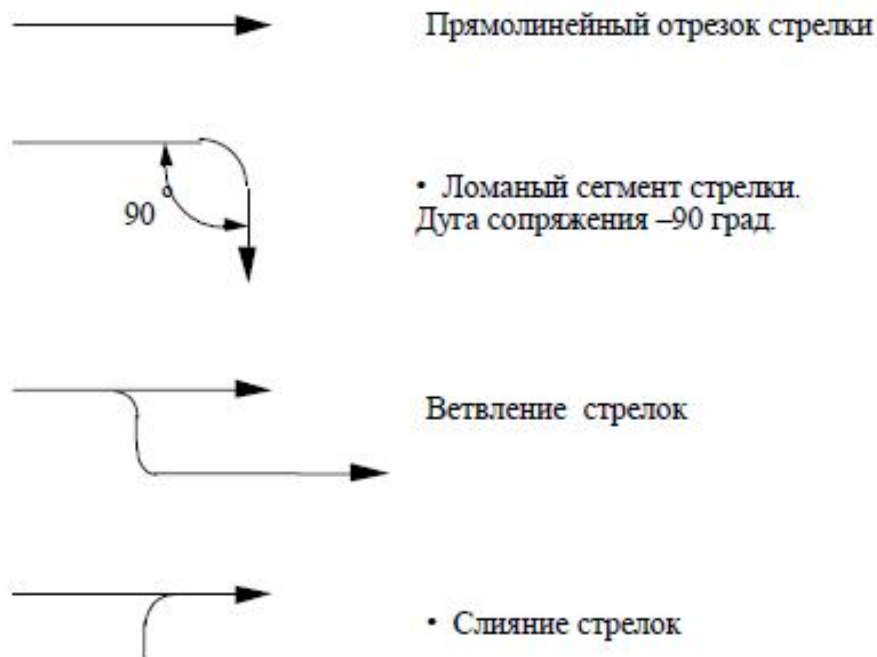 Прямолинейный отрезок стрелки
90°
• Ломаный сегмент стрелки.
Дуга сопряжения –90 град.
Ветвление стрелок
• Слияние стрелок